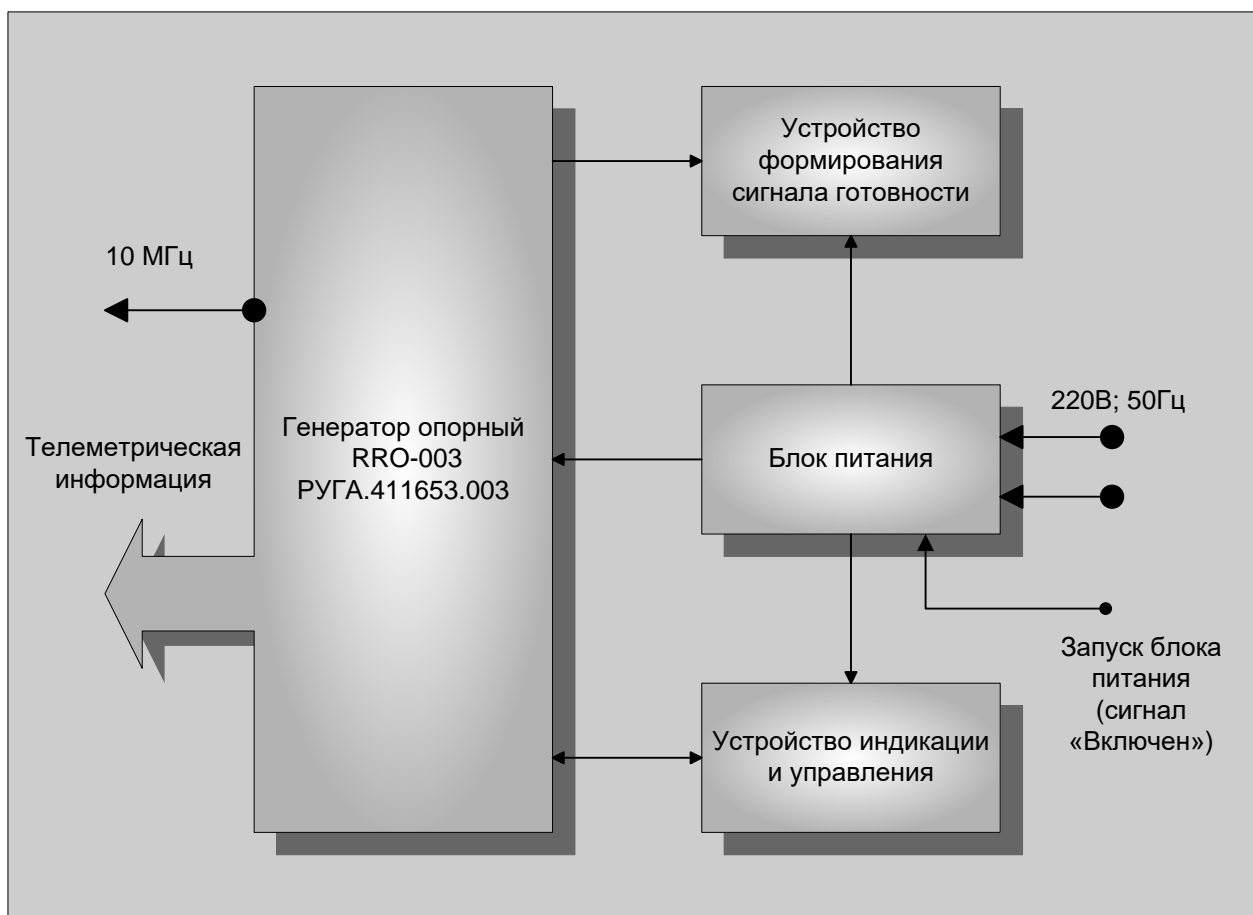 Устройство
формирования
сигнала готовности
10 МГц
Генератор опорный
RRO-003
РУГА.411653.003
Телеметрическая
информация
Блок питания
220В; 50Гц
Запуск блока
питания
(сигнал
«Включен»)
Устройство индикации
и управления